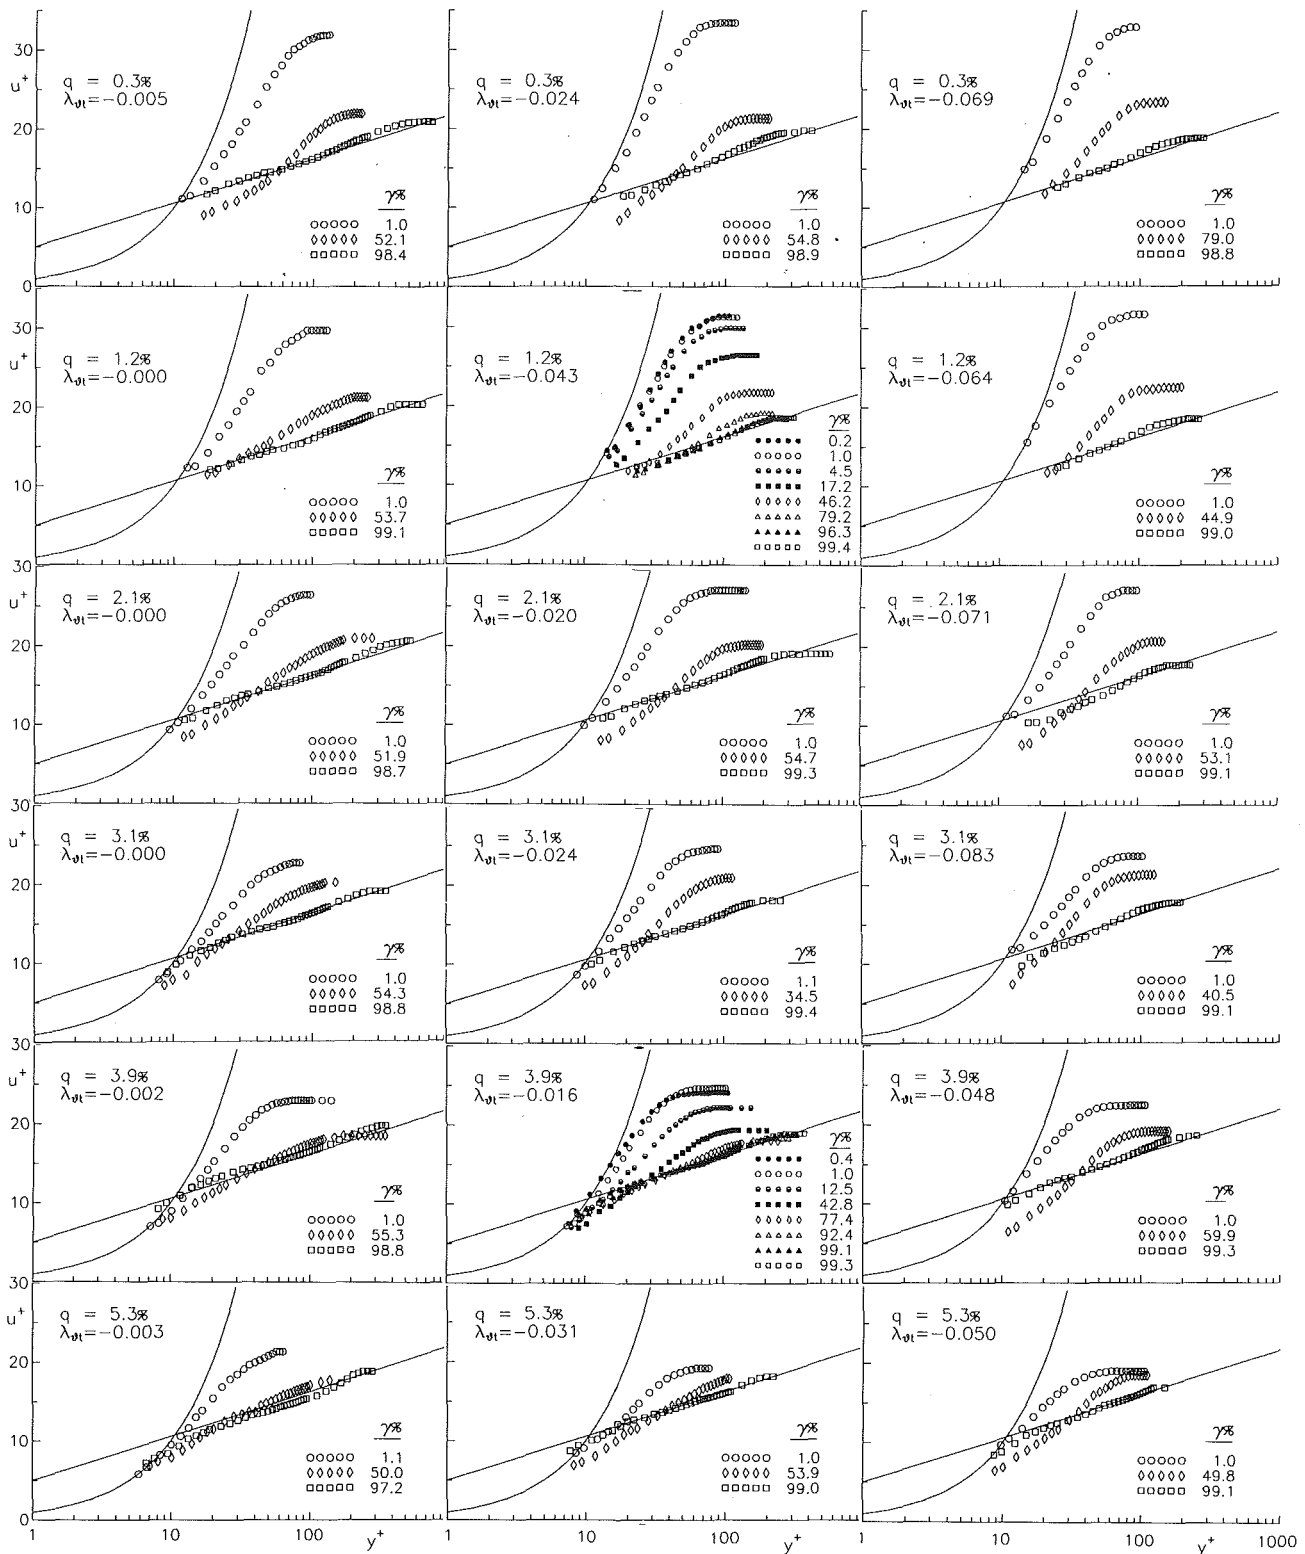 30
u+
20
10
0
q = 0.3%
λϑt=−0.005
γ%
1.0
52.1
98.4
q = 0.3%
λϑt=−0.024
γ%
1.0
54.8
98.9
q = 0.3%
λϑt=−0.069
γ%
1.0
79.0
98.8
30
u+
20
10
q = 1.2%
λϑt=−0.000
γ%
1.0
53.7
99.1
q = 1.2%
λϑt=−0.043
γ%
0.2
1.0
4.5
17.2
46.2
79.2
96.3
99.4
q = 1.2%
λϑt=−0.064
γ%
1.0
44.9
99.0
30
u+
20
10
q = 2.1%
λϑt=−0.000
γ%
1.0
51.9
98.7
q = 2.1%
λϑt=−0.020
γ%
1.0
54.7
99.3
q = 2.1%
λϑt=−0.071
γ%
1.0
53.1
99.1
30
u+
20
10
q = 3.1%
λϑt=−0.000
γ%
1.0
54.3
98.8
q = 3.1%
λϑt=−0.024
γ%
1.1
34.5
99.4
q = 3.1%
λϑt=−0.083
γ%
1.0
40.5
99.1
30
u+
20
10
q = 3.9%
λϑt=−0.002
γ%
1.0
55.3
98.8
q = 3.9%
λϑt=−0.016
γ%
0.4
1.0
12.5
42.8
77.4
92.4
99.1
99.3
q = 3.9%
λϑt=−0.048
γ%
1.0
59.9
99.3
30
u+
20
10
0
q = 5.3%
λϑt=−0.003
γ%
1.1
50.0
97.2
q = 5.3%
λϑt=−0.031
γ%
1.0
53.9
99.0
q = 5.3%
λϑt=−0.050
γ%
1.0
49.8
99.1
1 10 100 y+ 1 10 100 y+ 1 10 100 y+ 1000